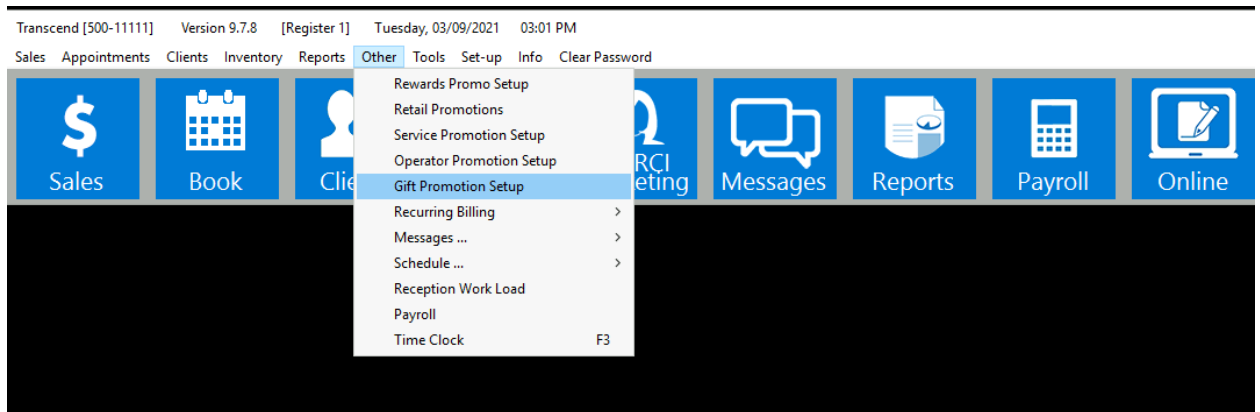 Transcend [500-11111] Version 9.7.8 [Register 1] Tuesday, 03/09/2021 03:01 PM
Sales Appointments Clients Inventory Reports Other Tools Set-up Info Clear Password
Rewards Promo Setup
Retail Promotions
Service Promotion Setup
Operator Promotion Setup
Gift Promotion Setup
Recurring Billing
Messages ...
Schedule ...
Reception Work Load
Payroll
Time Clock F3
Sales Book Messages Reports Payroll Online